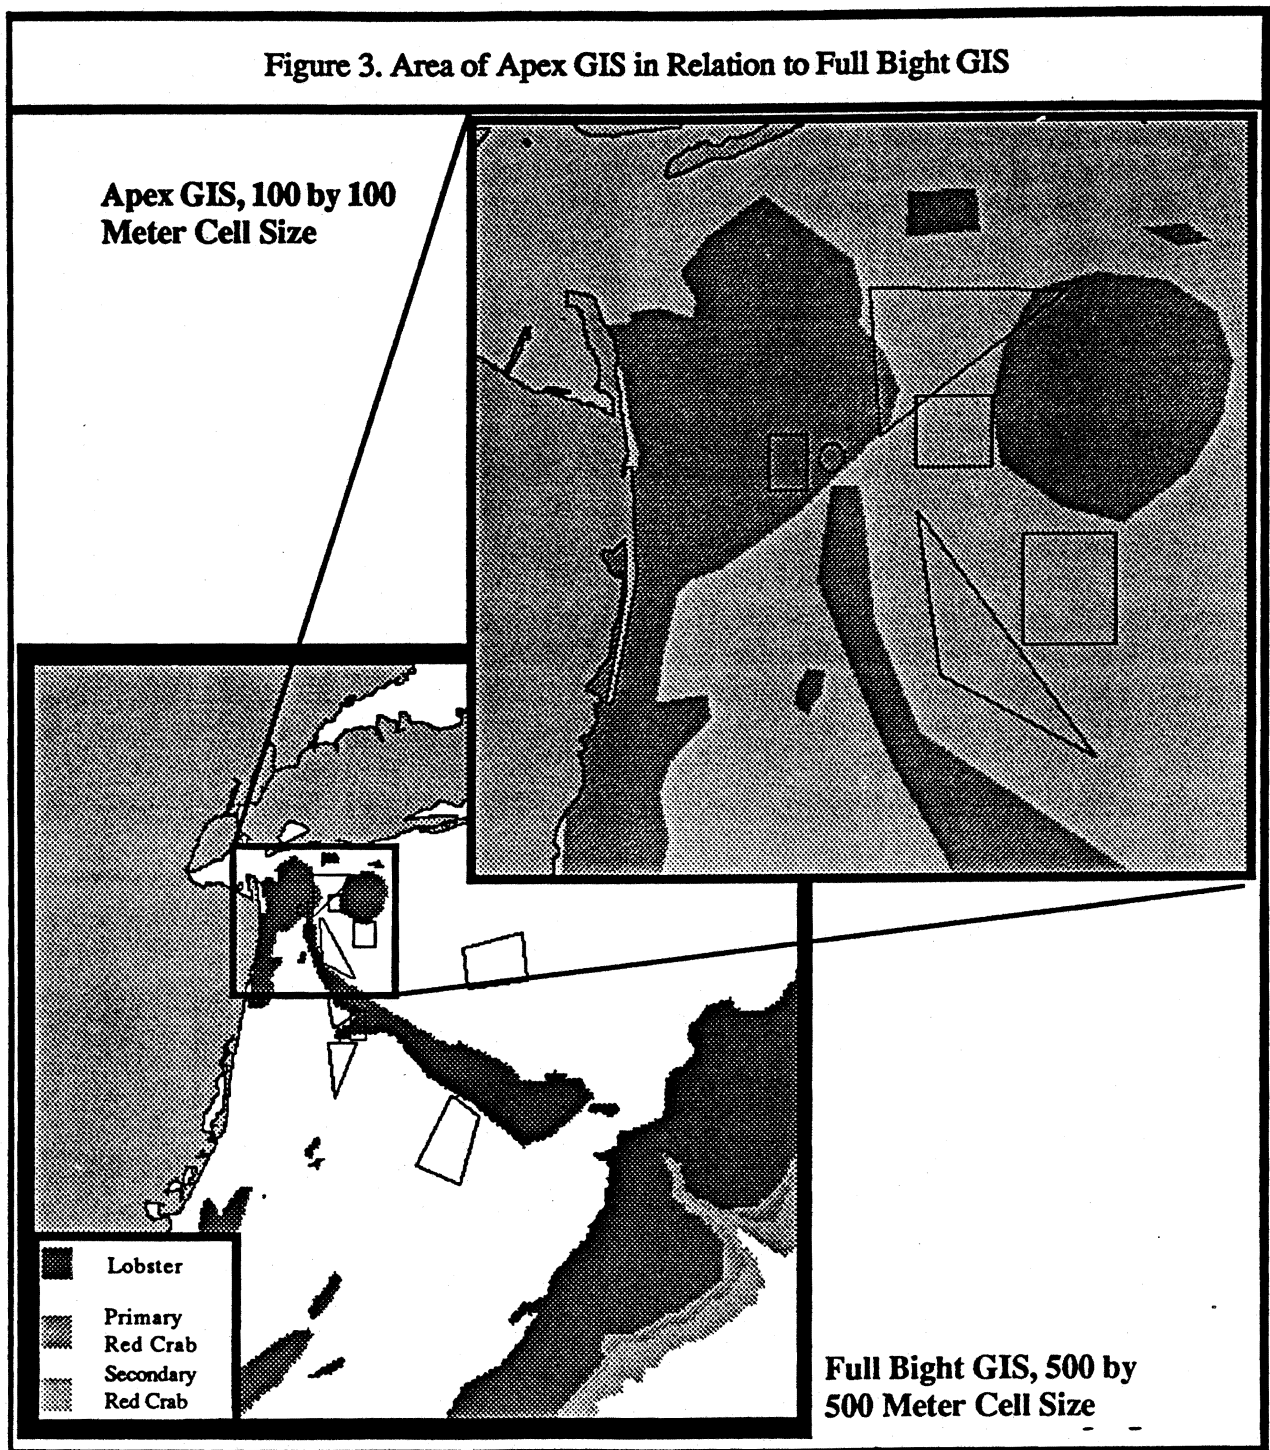 Figure 3. Area of Apex GIS in Relation to Full Bight GIS
Apex GIS, 100 by 100
Meter Cell Size
Lobster
Primary
Red Crab
Secondary
Red Crab
Full Bight GIS, 500 by
500 Meter Cell Size